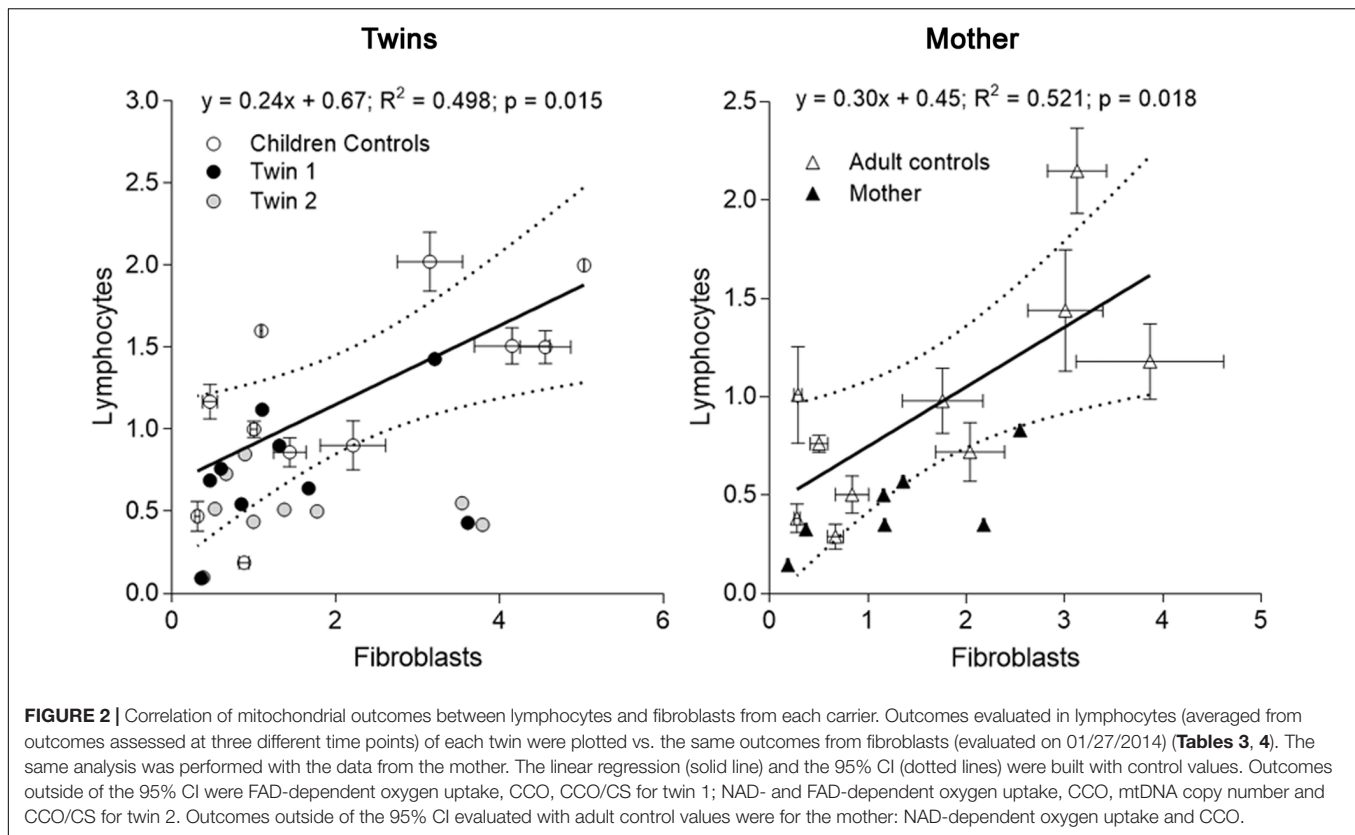 Twins
y = 0.24x + 0.67; R² = 0.498; p = 0.015
Children Controls
Twin 1
Twin 2
Lymphocytes
3.0
2.5
2.0
1.5
1.0
0.5
0.0
0
2
4
6
Fibroblasts
Mother
y = 0.30x + 0.45; R² = 0.521; p = 0.018
Adult controls
Mother
Lymphocytes
2.5
2.0
1.5
1.0
0.5
0.0
0
1
2
3
4
5
Fibroblasts
FIGURE 2 | Correlation of mitochondrial outcomes between lymphocytes and fibroblasts from each carrier. Outcomes evaluated in lymphocytes (averaged from
outcomes assessed at three different time points) of each twin were plotted vs. the same outcomes from fibroblasts (evaluated on 01/27/2014) (Tables 3, 4). The
same analysis was performed with the data from the mother. The linear regression (solid line) and the 95% CI (dotted lines) were built with control values. Outcomes
outside of the 95% CI were FAD-dependent oxygen uptake, CCO, CCO/CS for twin 1; NAD- and FAD-dependent oxygen uptake, CCO, mtDNA copy number and
CCO/CS for twin 2. Outcomes outside of the 95% CI evaluated with adult control values were for the mother: NAD-dependent oxygen uptake and CCO.